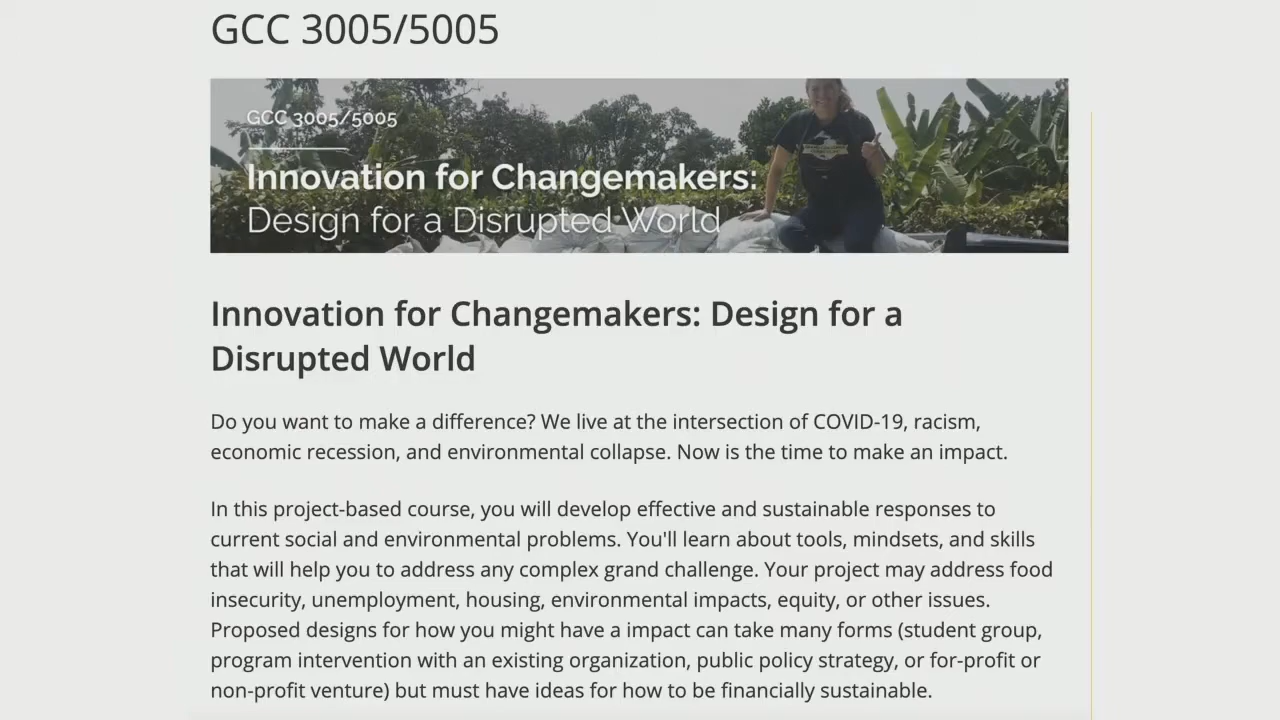 GCC 3005/5005
GCC 3005/5005
Innovation for Changemakers:
Design for a Disrupted World
Innovation for Changemakers: Design for a
Disrupted World
Do you want to make a difference? We live at the intersection of COVID-19, racism,
economic recession, and environmental collapse. Now is the time to make an impact.
In this project-based course, you will develop effective and sustainable responses to
current social and environmental problems. You'll learn about tools, mindsets, and skills
that will help you to address any complex grand challenge. Your project may address food
insecurity, unemployment, housing, environmental impacts, equity, or other issues.
Proposed designs for how you might have a impact can take many forms (student group,
program intervention with an existing organization, public policy strategy, or for-profit or
non-profit venture) but must have ideas for how to be financially sustainable.